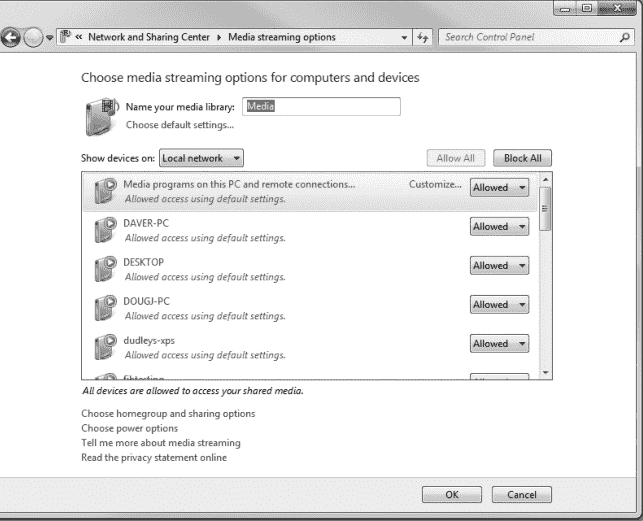 « Network and Sharing Center ▸ Media streaming options
Search Control Panel
Choose media streaming options for computers and devices
Name your media library: Media
Choose default settings...
Show devices on: Local network
Allow All
Block All
Media programs on this PC and remote connections...
Customize...
Allowed
Allowed access using default settings.
DAVER-PC
Allowed
Allowed access using default settings.
DESKTOP
Allowed
Allowed access using default settings.
DOUGJ-PC
Allowed
Allowed access using default settings.
dudleys-xps
Allowed
Allowed access using default settings.
All devices are allowed to access your shared media.
Choose homegroup and sharing options
Choose power options
Tell me more about media streaming
Read the privacy statement online
OK
Cancel